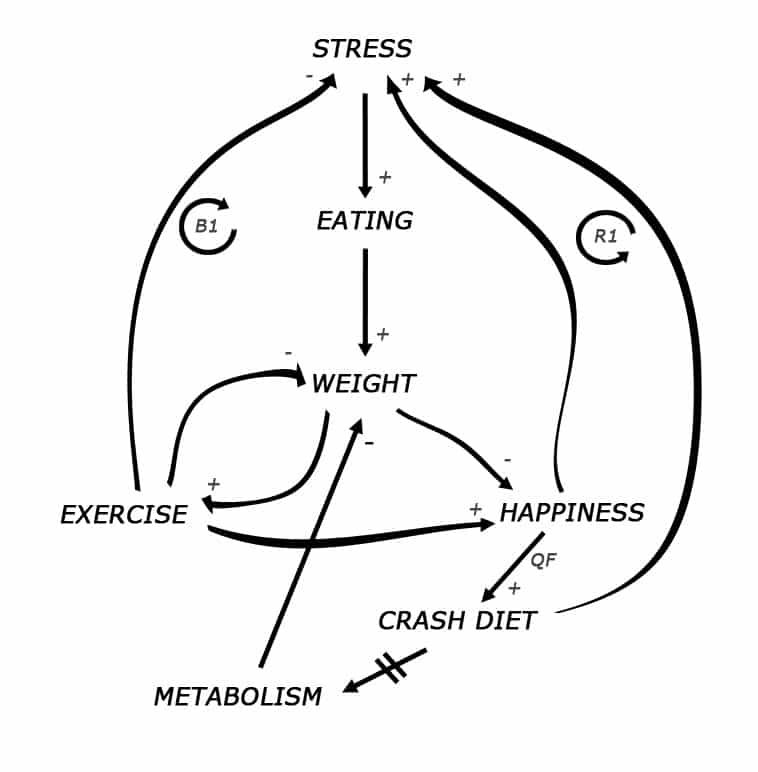 STRESS
-
+
+
+
B1
EATING
R1
+
-
WEIGHT
-
-
+
+
EXERCISE
HAPPINESS
QF
+
CRASH DIET
METABOLISM